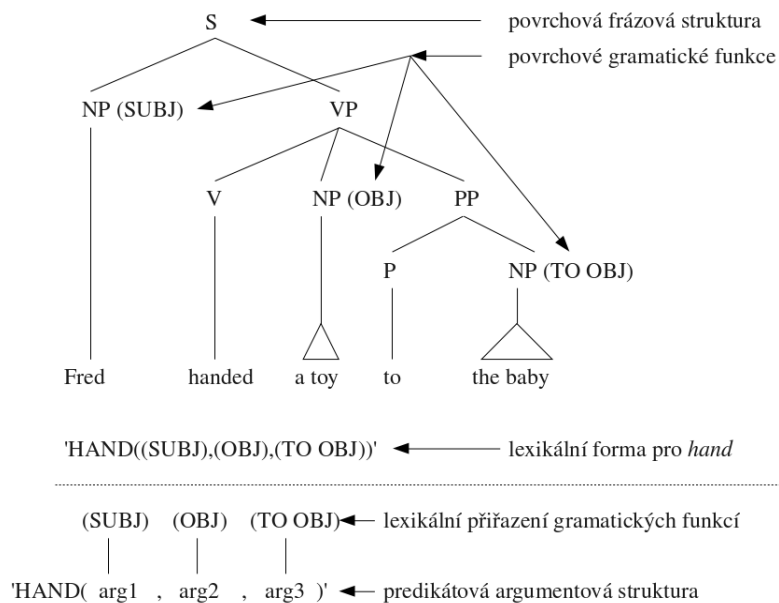 S povrchová frázová struktura
povrchové gramatické funkce
NP (SUBJ) VP
V NP (OBJ) PP
P NP (TO OBJ)
Fred handed a toy to the baby
'HAND((SUBJ),(OBJ),(TO OBJ))' lexikální forma pro hand
(SUBJ) (OBJ) (TO OBJ) lexikální přiřazení gramatických funkcí
'HAND( arg1 , arg2 , arg3 )' predikátová argumentová struktura